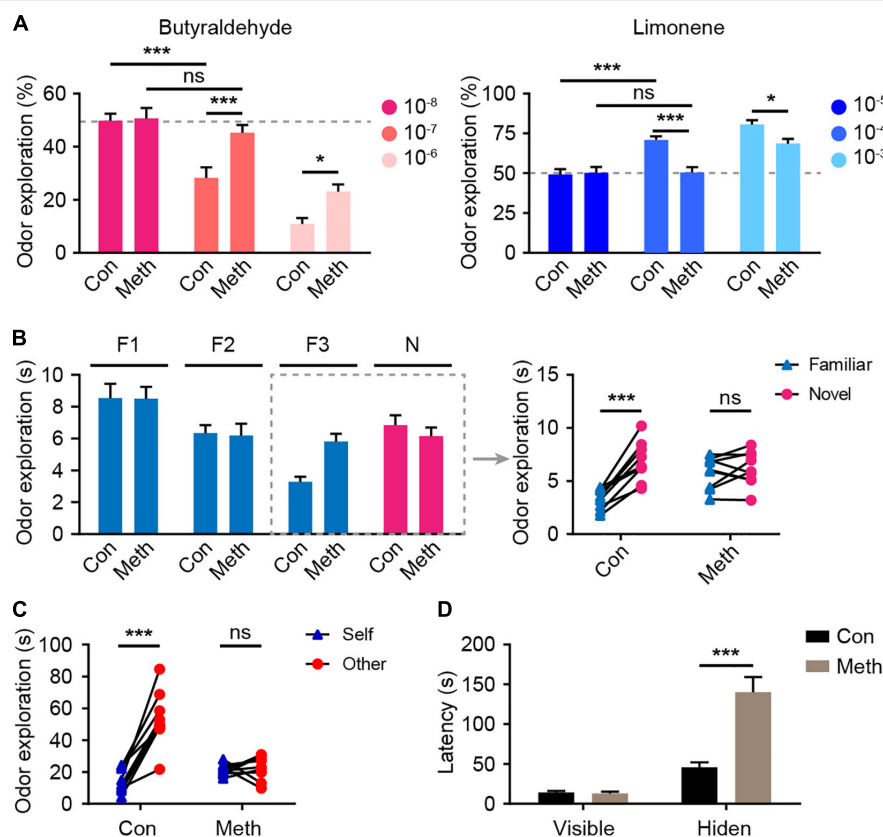 A
Butyraldehyde
***
ns
***
*
Odor exploration (%)
60
40
20
0
Con
Meth
Con
Meth
Con
Meth
10-8
10-7
10-6
Limonene
***
ns
***
*
Odor exploration (%)
100
75
50
25
0
Con
Meth
Con
Meth
Con
Meth
10-5
10-4
10-3
B
F1
F2
F3
N
Odor exploration (s)
10
8
6
4
2
0
Con
Meth
Con
Meth
Con
Meth
Con
Meth
Odor exploration (s)
15
10
5
0
***
ns
Con
Meth
Familiar
Novel
C
Odor exploration (s)
100
80
60
40
20
0
***
ns
Con
Meth
Self
Other
D
Latency (s)
200
150
100
50
0
***
Visible
Hiden
Con
Meth